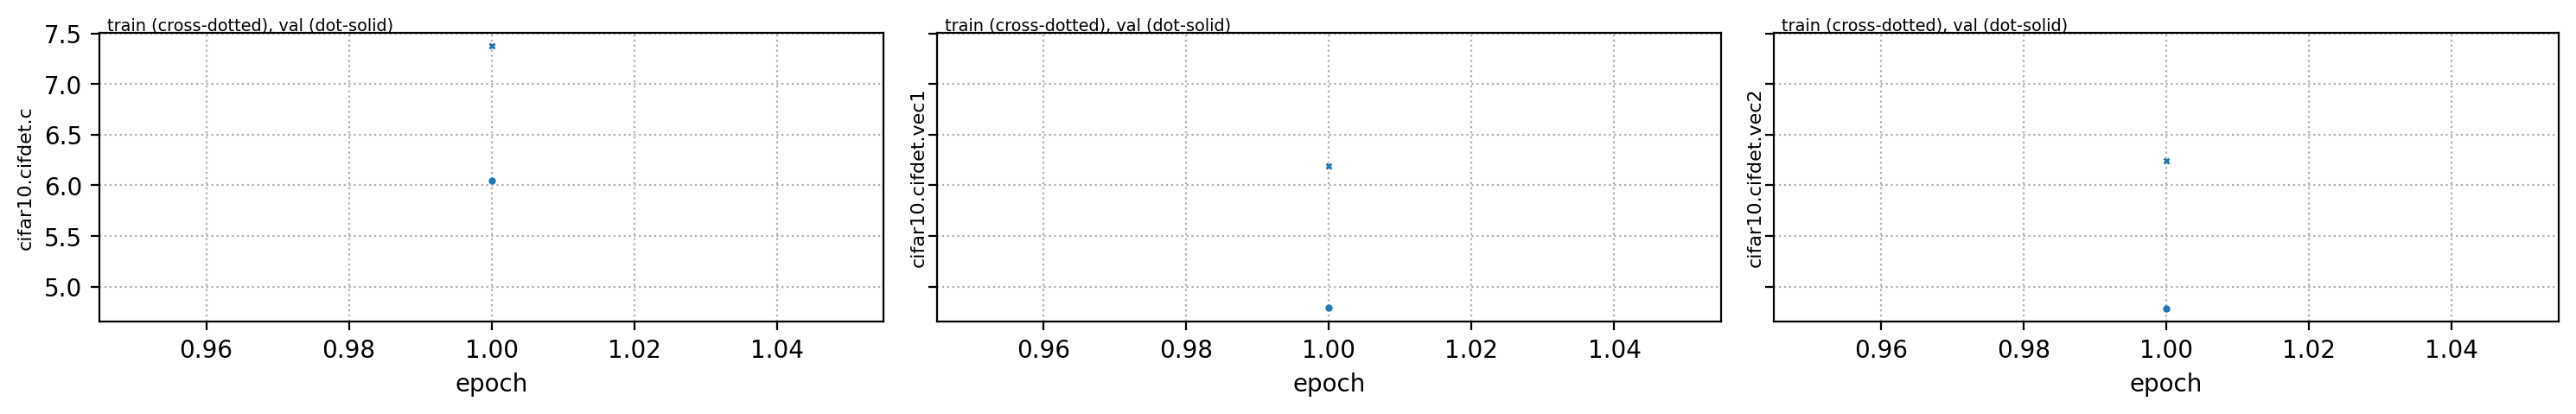 train (cross-dotted), val (dot-solid)
7.5
7.0
6.5
6.0
5.5
5.0
cifar10.cifdet.c
0.96 0.98 1.00 1.02 1.04
epoch
train (cross-dotted), val (dot-solid)
cifar10.cifdet.vec1
0.96 0.98 1.00 1.02 1.04
epoch
train (cross-dotted), val (dot-solid)
cifar10.cifdet.vec2
0.96 0.98 1.00 1.02 1.04
epoch